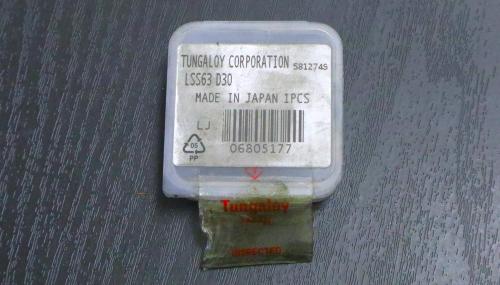 TUNGALOY CORPORATION 581274S
LSS63 D30
MADE IN JAPAN 1PCS
LJ
06805177
05
PP
Tungaloy
INSPECTED